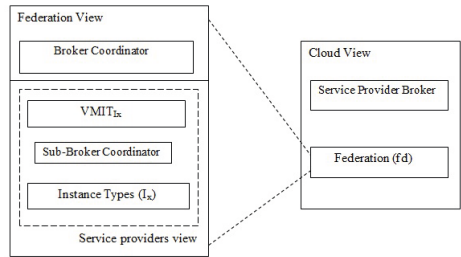 Federation View
Broker Coordinator
VMIT_Ix
Sub-Broker Coordinator
Instance Types (I_x)
Service providers view
Cloud View
Service Provider Broker
Federation (fd)